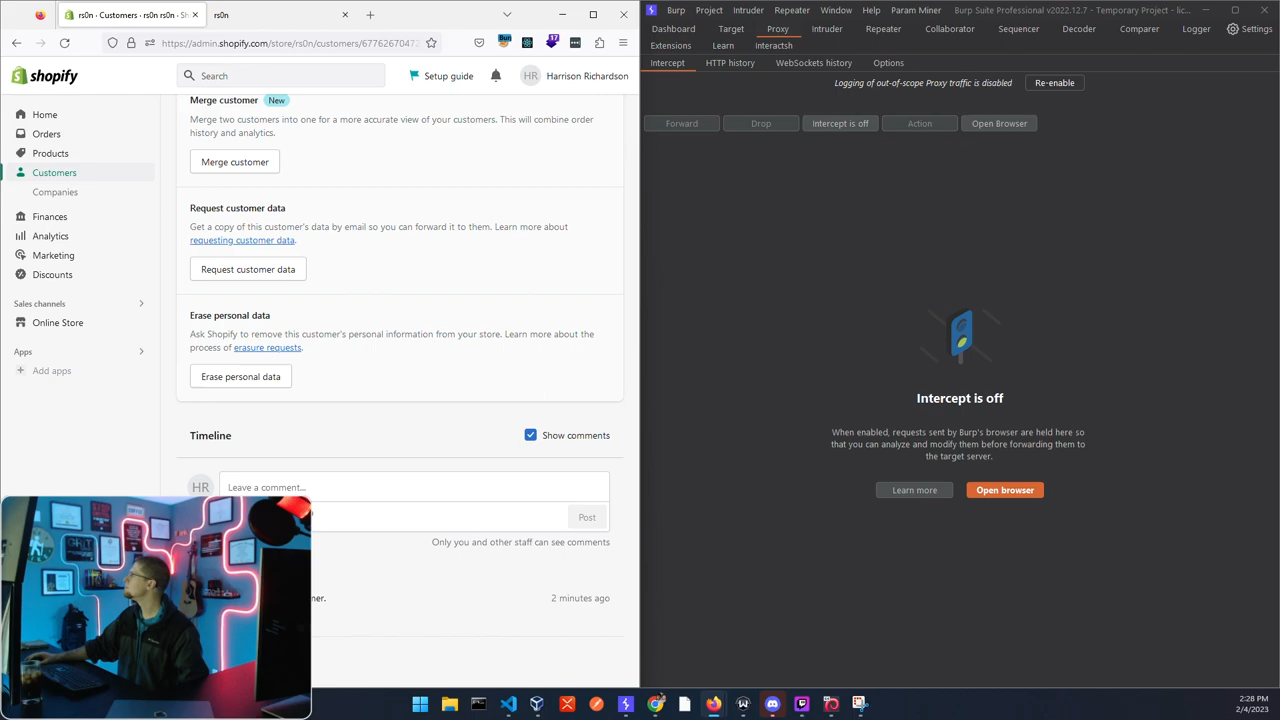 rs0n - Customers · rs0n rs0n · Sh
rs0n
https://admin.shopify.com/store/rs0n/customers/6577626704
shopify
Search
Setup guide
HR
Harrison Richardson
Home
Orders
Products
Customers
Companies
Finances
Analytics
Marketing
Discounts
Sales channels
Online Store
Apps
Add apps
Merge customer New
Merge two customers into one for a more accurate view of your customers. This will combine order
history and analytics.
Merge customer
Request customer data
Get a copy of this customer's data by email so you can forward it to them. Learn more about
requesting customer data.
Request customer data
Erase personal data
Ask Shopify to remove this customer's personal information from your store. Learn more about the
process of erasure requests.
Erase personal data
Timeline
Show comments
HR
Leave a comment...
Post
Only you and other staff can see comments
mer.
2 minutes ago
Burp Project Intruder Repeater Window Help Param Miner
Burp Suite Professional v2022.12.7 - Temporary Project - lic...
Dashboard Target Proxy Intruder Repeater Collaborator Sequencer Decoder Comparer Logger Settin
Extensions Learn Interactsh
Intercept HTTP history WebSockets history Options
Logging of out-of-scope Proxy traffic is disabled
Re-enable
Forward Drop Intercept is off Action Open Browser
Intercept is off
When enabled, requests sent by Burp's browser are held here so
that you can analyze and modify them before forwarding them to
the target server.
Learn more
Open browser
2:28 PM
2/4/2023